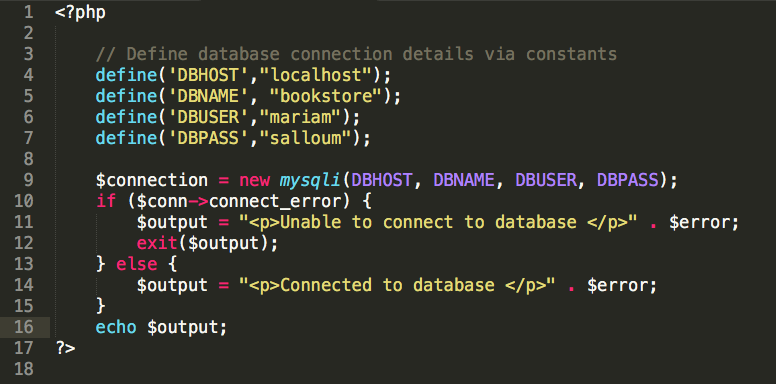 1 <?php
2
3 // Define database connection details via constants
4 define('DBHOST',"localhost");
5 define('DBNAME', "bookstore");
6 define('DBUSER',"mariam");
7 define('DBPASS',"salloum");
8
9 $connection = new mysqli(DBHOST, DBNAME, DBUSER, DBPASS);
10 if ($conn->connect_error) {
11 $output = "<p>Unable to connect to database </p>" . $error;
12 exit($output);
13 } else {
14 $output = "<p>Connected to database </p>" . $error;
15 }
16 echo $output;
17 ?>
18